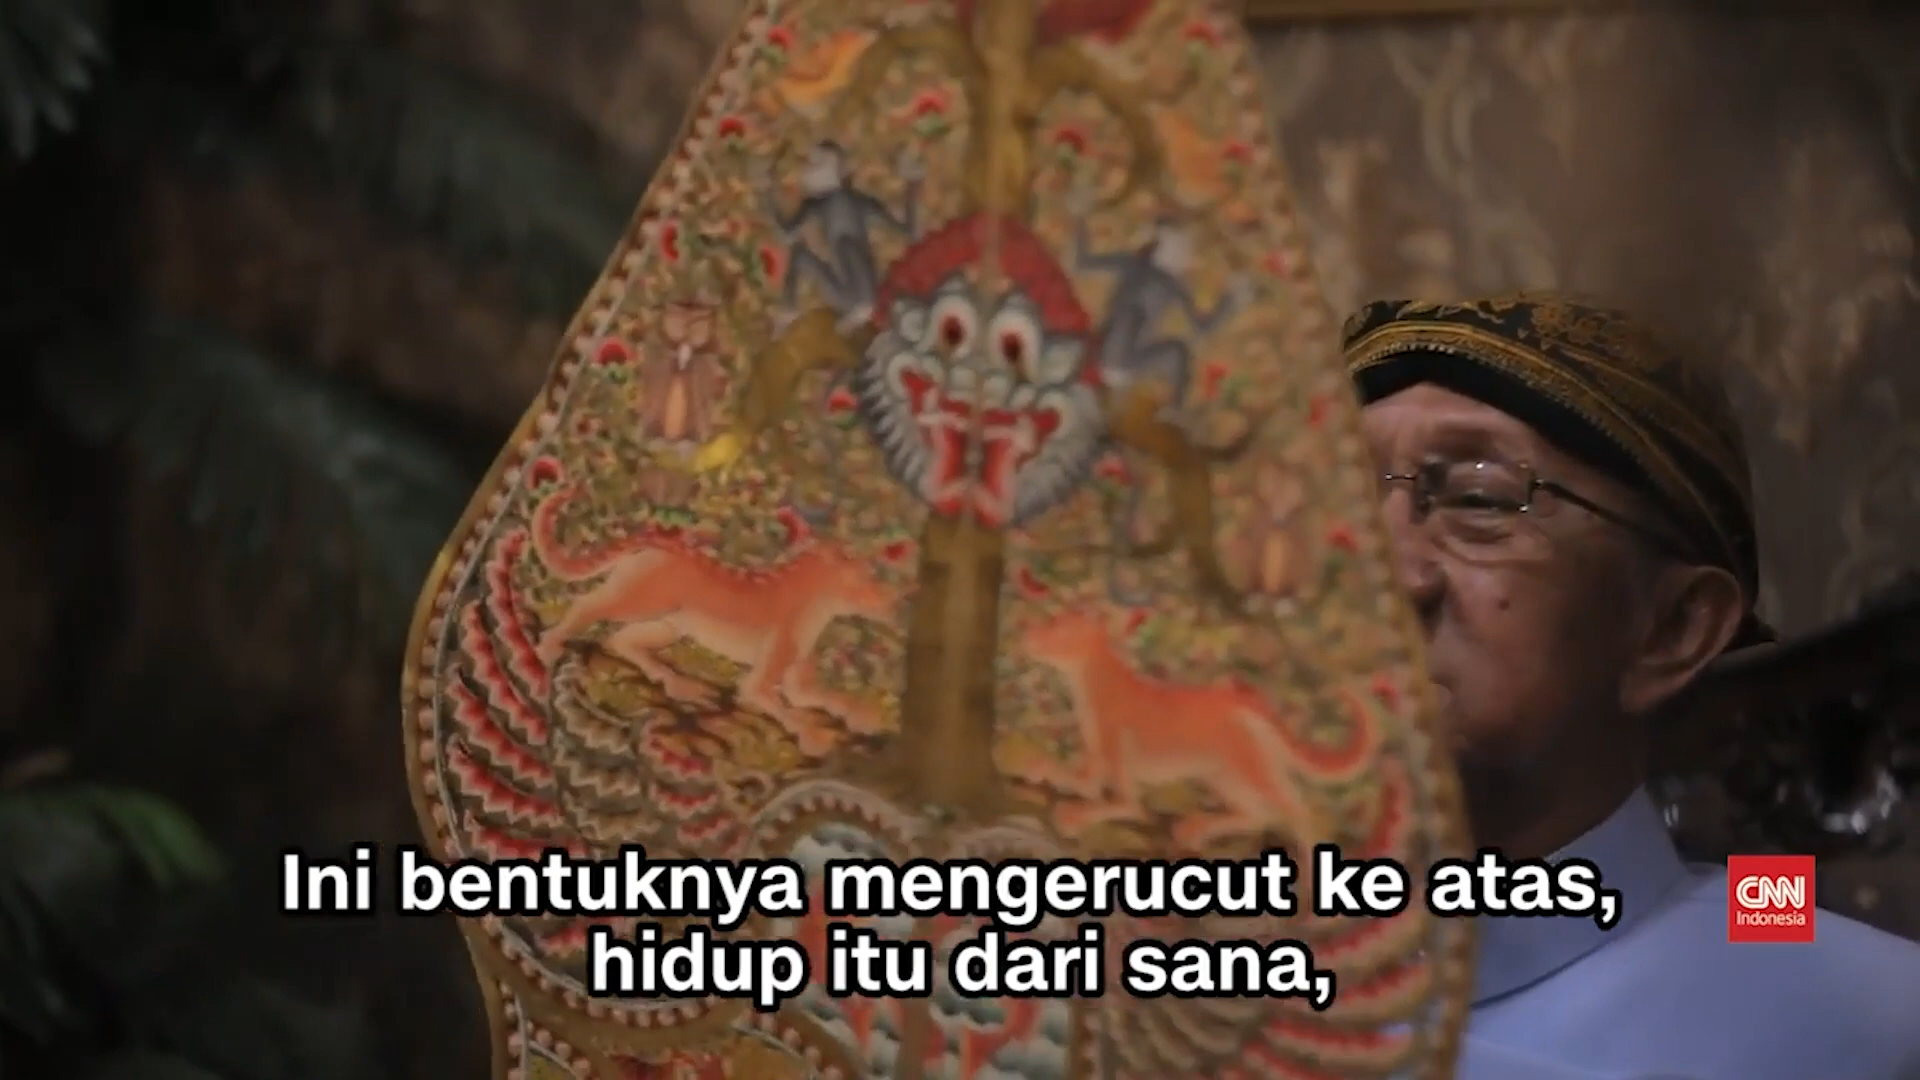 Ini bentuknya mengerucut ke atas,
hidup itu dari sana,
CNN
Indonesia